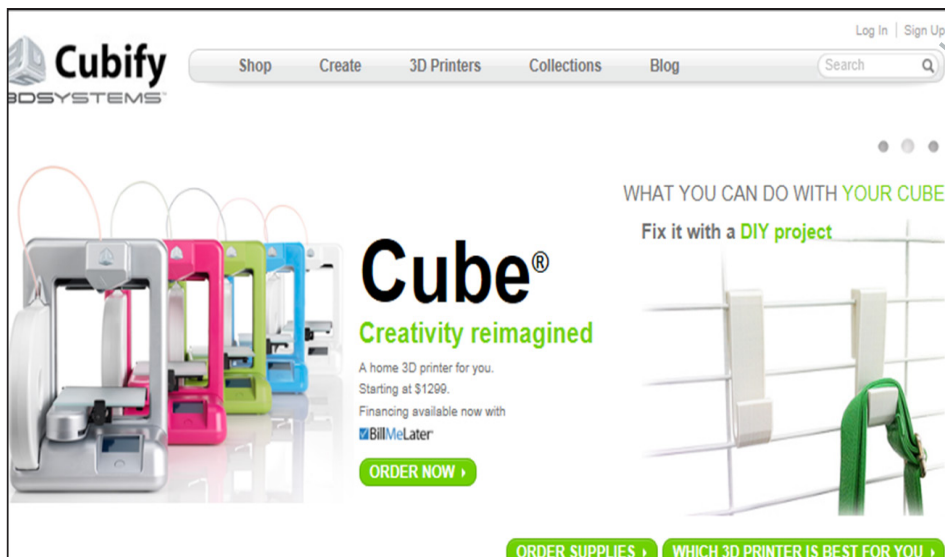 Log In | Sign Up
Cubify
3DSYSTEMS™
Shop Create 3D Printers Collections Blog
Search
WHAT YOU CAN DO WITH YOUR CUBE
Fix it with a DIY project
Cube®
Creativity reimagined
A home 3D printer for you.
Starting at $1299.
Financing available now with
BillMeLater
ORDER NOW
ORDER SUPPLIES
WHICH 3D PRINTER IS BEST FOR YOU